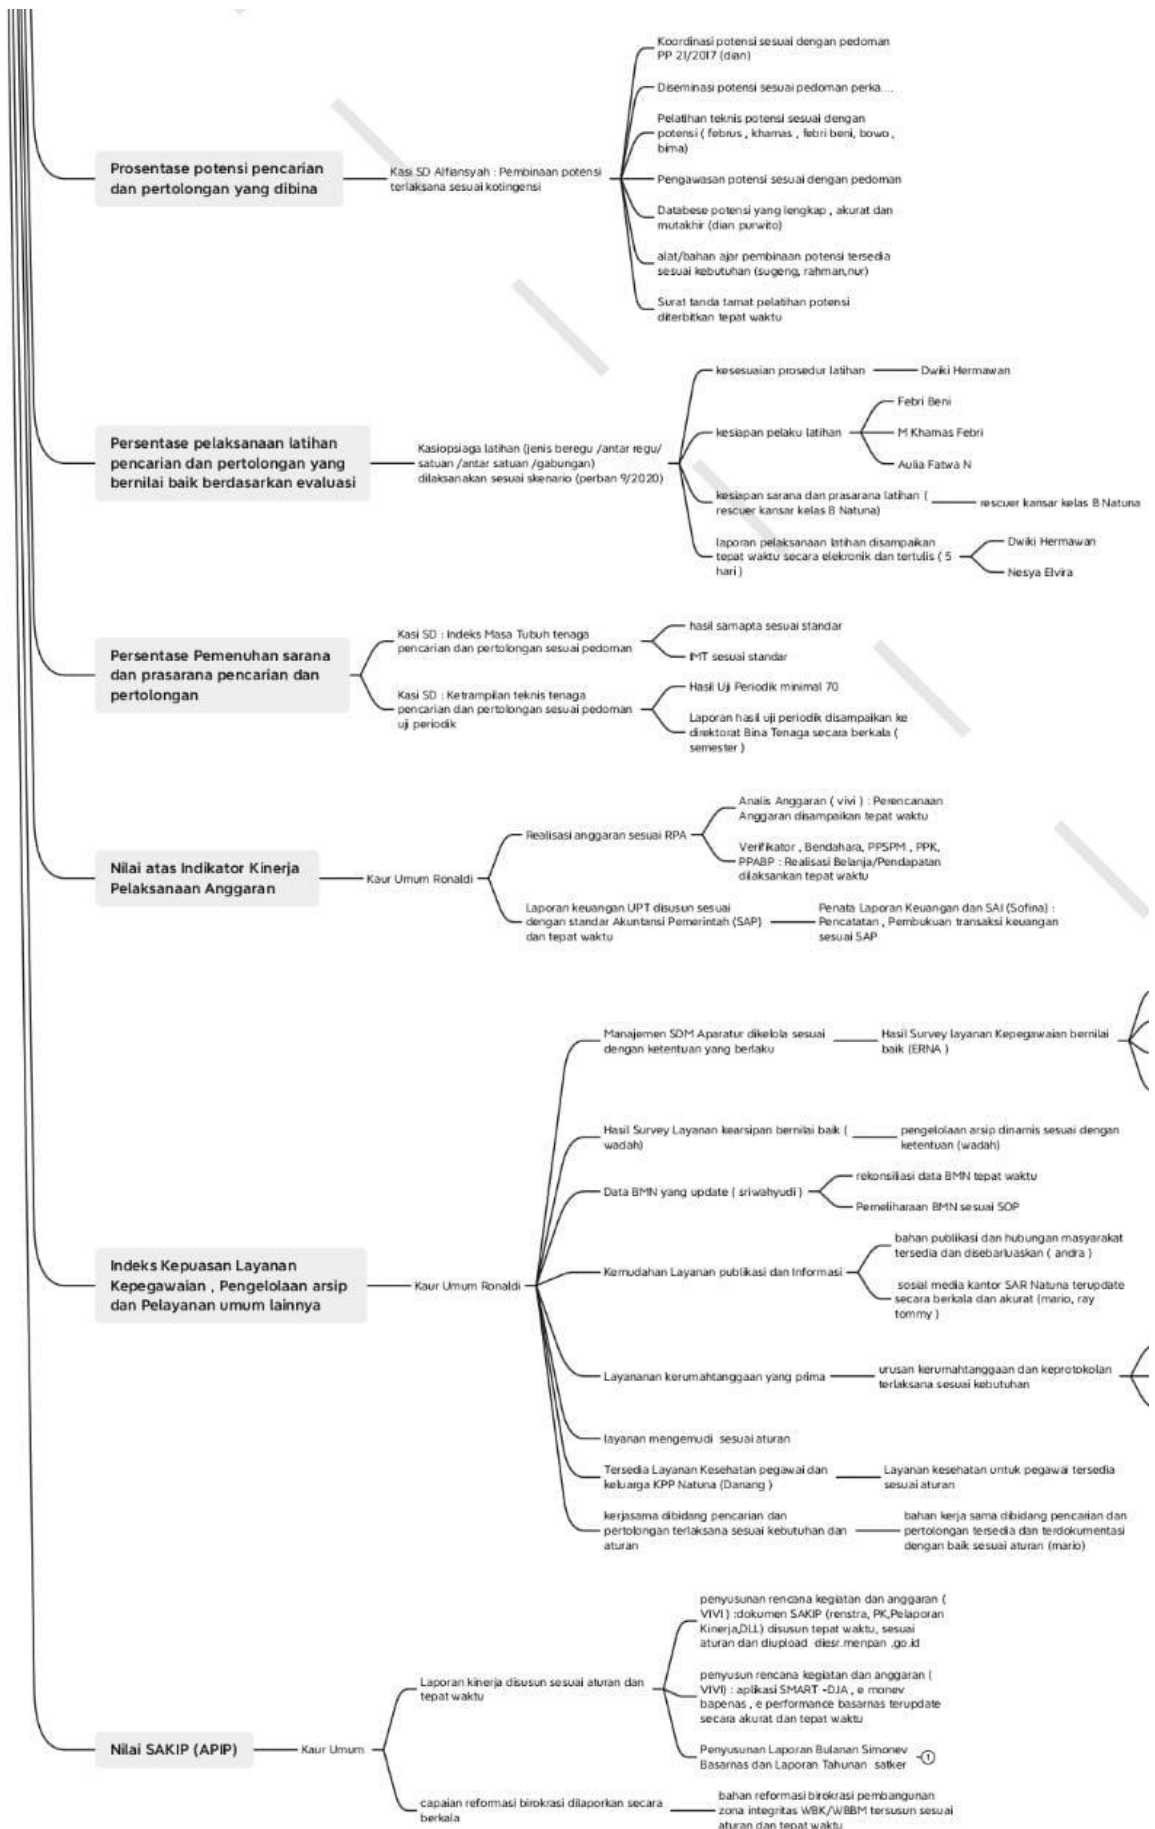 Koordinasi potensi sesuai dengan pedoman
PP 21/2017 (dian)
Diseminasi potensi sesuai pedoman perka....
Pelatihan teknis potensi sesuai dengan
potensi ( februs , khamas , febri beni, bowo ,
bima)
Prosentase potensi pencarian
dan pertolongan yang dibina
Kasi SD Alfiansyah : Pembinaan potensi
terlaksana sesuai kotingensi
Pengawasan potensi sesuai dengan pedoman
Databese potensi yang lengkap , akurat dan
mutakhir (dian purwito)
alat/bahan ajar pembinaan potensi tersedia
sesuai kebutuhan (sugeng, rahman,nur)
Surat tanda tamat pelatihan potensi
diterbitkan tepat waktu
Persentase pelaksanaan latihan
pencarian dan pertolongan yang
bernilai baik berdasarkan evaluasi
Kasiopsiaga latihan (jenis beregu /antar regu/
satuan /antar satuan /gabungan)
dilaksanakan sesuai skenario (perban 9/2020)
kesesuaian prosedur latihan
Dwiki Hermawan
kesiapan pelaku latihan
Febri Beni
M Khamas Febri
Aulia Fatwa N
kesiapan sarana dan prasarana latihan (
rescuer kansar kelas B Natuna)
rescuer kansar kelas B Natuna
laporan pelaksanaan latihan disampaikan
tepat waktu secara elekronik dan tertulis ( 5
hari )
Dwiki Hermawan
Nesya Elvira
Persentase Pemenuhan sarana
dan prasarana pencarian dan
pertolongan
Kasi SD : Indeks Masa Tubuh tenaga
pencarian dan pertolongan sesuai pedoman
hasil samapta sesuai standar
IMT sesuai standar
Kasi SD : Ketrampilan teknis tenaga
pencarian dan pertolongan sesuai pedoman
uji periodik
Hasil Uji Periodik minimal 70
Laporan hasil uji periodik disampaikan ke
direktorat Bina Tenaga secara berkala (
semester )
Nilai atas Indikator Kinerja
Pelaksanaan Anggaran
Kaur Umum Ronaldi
Realisasi anggaran sesuai RPA
Analis Anggaran ( vivi ) : Perencanaan
Anggaran disampaikan tepat waktu
Verifikator , Bendahara, PPSPM , PPK,
PPABP : Realisasi Belanja/Pendapatan
dilaksankan tepat waktu
Laporan keuangan UPT disusun sesuai
dengan standar Akuntansi Pemerintah (SAP)
dan tepat waktu
Penata Laporan Keuangan dan SAI (Sofina) :
Pencatatan , Pembukuan transaksi keuangan
sesuai SAP
Indeks Kepuasan Layanan
Kepegawaian , Pengelolaan arsip
dan Pelayanan umum lainnya
Kaur Umum Ronaldi
Manajemen SDM Aparatur dikelola sesuai
dengan ketentuan yang berlaku
Hasil Survey layanan Kepegawaian bernilai
baik (ERNA )
Hasil Survey Layanan kearsipan bernilai baik (
wadah)
pengelolaan arsip dinamis sesuai dengan
ketentuan (wadah)
Data BMN yang update ( sriwahyudi )
rekonsiliasi data BMN tepat waktu
Pemeliharaan BMN sesuai SOP
Kemudahan Layanan publikasi dan Informasi
bahan publikasi dan hubungan masyarakat
tersedia dan disebarluaskan ( andra )
sosial media kantor SAR Natuna terupdate
secara berkala dan akurat (mario, ray
tommy )
Layananan kerumahtanggaan yang prima
urusan kerumahtanggaan dan keprotokolan
terlaksana sesuai kebutuhan
layanan mengemudi sesuai aturan
Tersedia Layanan Kesehatan pegawai dan
keluarga KPP Natuna (Danang )
Layanan kesehatan untuk pegawai tersedia
sesuai aturan
kerjasama dibidang pencarian dan
pertolongan terlaksana sesuai kebutuhan dan
aturan
bahan kerja sama dibidang pencarian dan
pertolongan tersedia dan terdokumentasi
dengan baik sesuai aturan (mario)
Nilai SAKIP (APIP)
Kaur Umum
Laporan kinerja disusun sesuai aturan dan
tepat waktu
penyusunan rencana kegiatan dan anggaran (
VIVI ) :dokumen SAKIP (renstra, PK,Pelaporan
Kinerja,DLL) disusun tepat waktu, sesuai
aturan dan diupload diesr.menpan .go.id
penyusun rencana kegiatan dan anggaran (
VIVI) : aplikasi SMART -DJA , e monev
bapenas , e performance basarnas terupdate
secara akurat dan tepat waktu
Penyusunan Laporan Bulanan Simonev
Basarnas dan Laporan Tahunan satker
1
capaian reformasi birokrasi dilaporkan secara
berkala
bahan reformasi birokrasi pembangunan
zona integritas WBK/WBBM tersusun sesuai
aturan dan tepat waktu